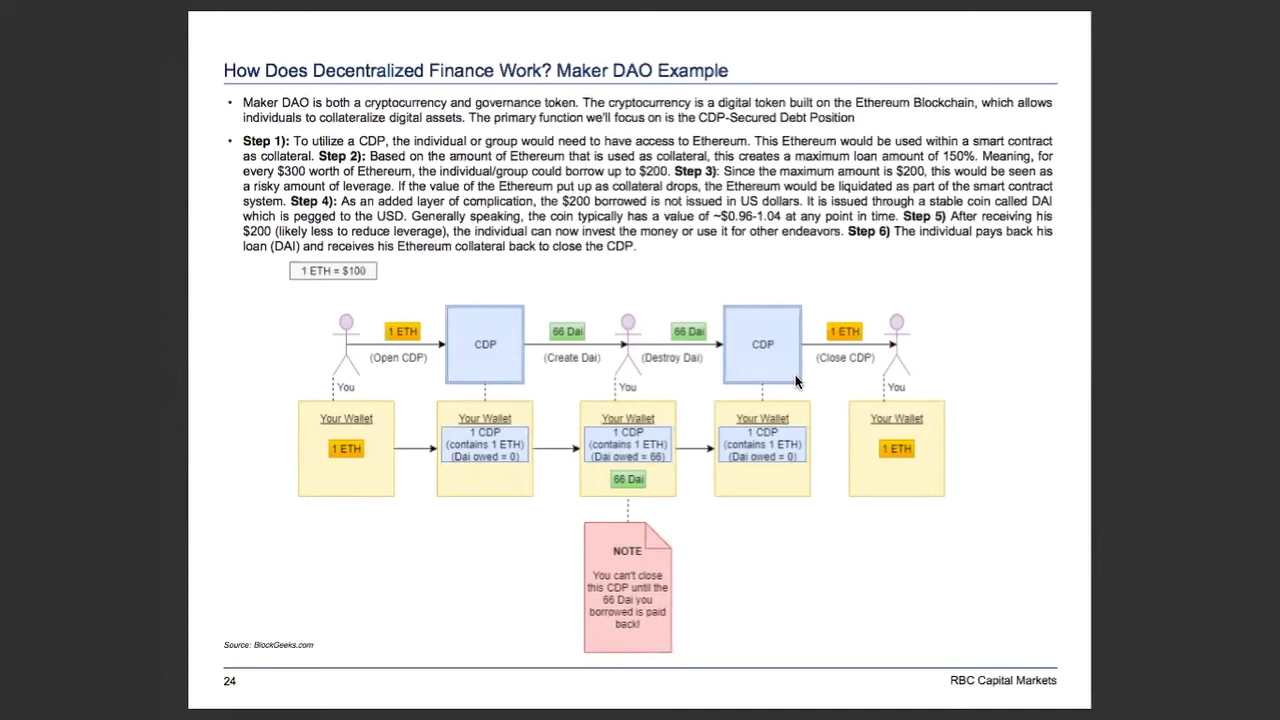 How Does Decentralized Finance Work? Maker DAO Example
• Maker DAO is both a cryptocurrency and governance token. The cryptocurrency is a digital token built on the Ethereum Blockchain, which allows
individuals to collateralize digital assets. The primary function we'll focus on is the CDP-Secured Debt Position
• Step 1): To utilize a CDP, the individual or group would need to have access to Ethereum. This Ethereum would be used within a smart contract
as collateral. Step 2): Based on the amount of Ethereum that is used as collateral, this creates a maximum loan amount of 150%. Meaning, for
every $300 worth of Ethereum, the individual/group could borrow up to $200. Step 3): Since the maximum amount is $200, this would be seen as
a risky amount of leverage. If the value of the Ethereum put up as collateral drops, the Ethereum would be liquidated as part of the smart contract
system. Step 4): As an added layer of complication, the $200 borrowed is not issued in US dollars. It is issued through a stable coin called DAI
which is pegged to the USD. Generally speaking, the coin typically has a value of ~$0.96-1.04 at any point in time. Step 5) After receiving his
$200 (likely less to reduce leverage), the individual can now invest the money or use it for other endeavors. Step 6) The individual pays back his
loan (DAI) and receives his Ethereum collateral back to close the CDP.
1 ETH = $100
1 ETH
(Open CDP)
CDP
66 Dai
(Create Dai)
66 Dai
(Destroy Dai)
CDP
1 ETH
(Close CDP)
You
You
You
Your Wallet
1 ETH
Your Wallet
1 CDP
(contains 1 ETH)
(Dai owed = 0)
Your Wallet
1 CDP
(contains 1 ETH)
(Dai owed = 66)
66 Dai
Your Wallet
1 CDP
(contains 1 ETH)
(Dai owed = 0)
Your Wallet
1 ETH
NOTE
You can't close
this CDP until the
66 Dai you
borrowed is paid
back!
Source: BlockGeeks.com
24
RBC Capital Markets